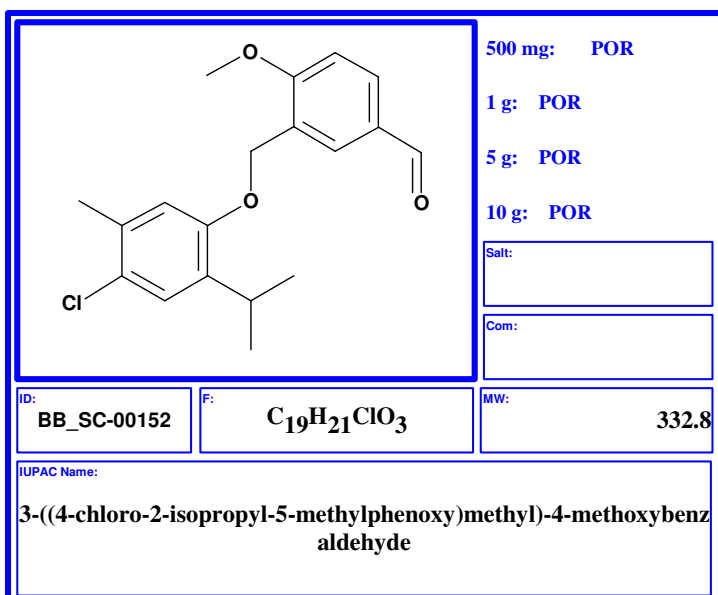 O
O
O
Cl
500 mg: POR
1 g: POR
5 g: POR
10 g: POR
Salt:
Com:
ID:
BB_SC-00152
F:
C19H21ClO3
MW:
332.8
IUPAC Name:
3-((4-chloro-2-isopropyl-5-methylphenoxy)methyl)-4-methoxybenz
aldehyde